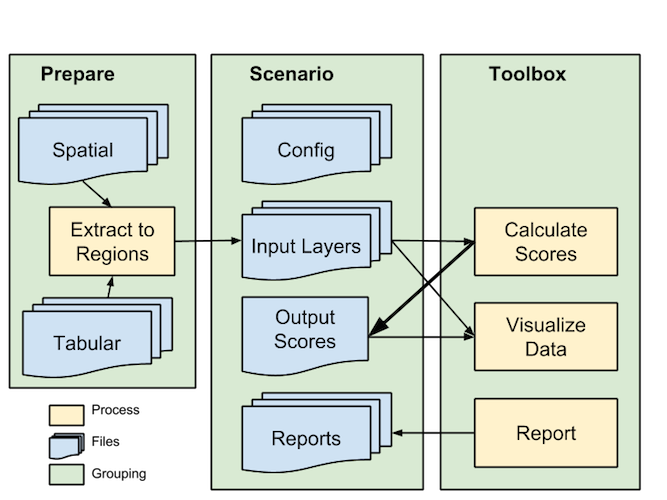 Prepare
Spatial
Extract to
Regions
Tabular
Process
Files
Grouping
Scenario
Config
Input Layers
Output
Scores
Reports
Toolbox
Calculate
Scores
Visualize
Data
Report